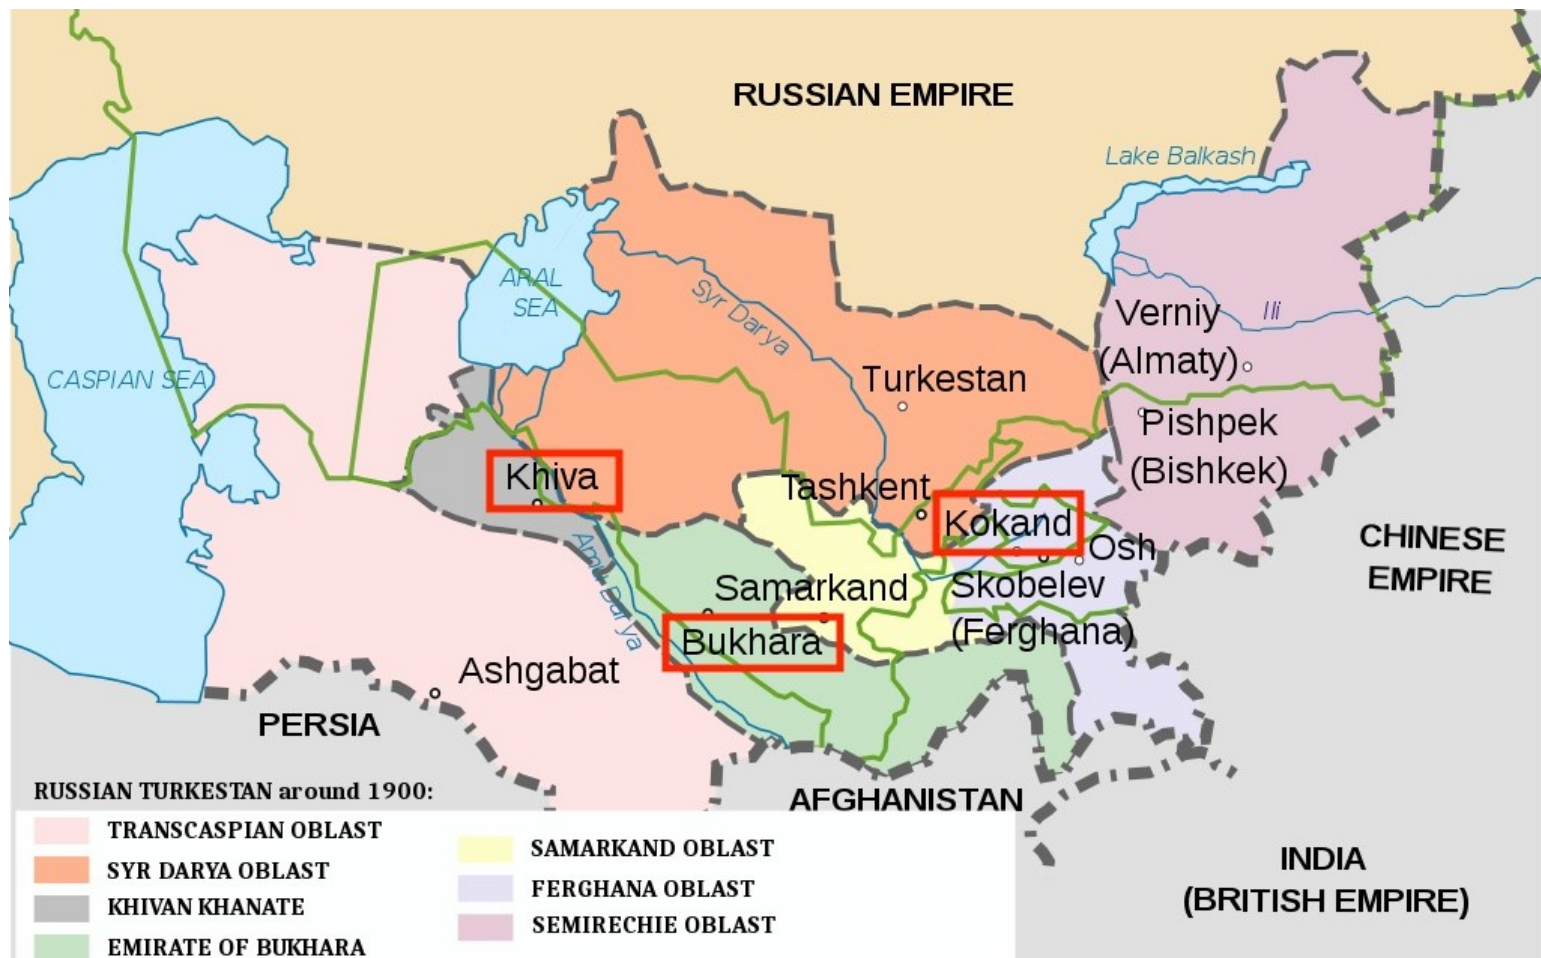 RUSSIAN EMPIRE
Lake Balkash
ARAL
SEA
Syr Darya
Ili
Verniy
(Almaty)
CASPIAN SEA
Turkestan
Pishpek
(Bishkek)
Khiva
Tashkent
Kokand
Osh
CHINESE
EMPIRE
Amu Darya
Samarkand
Skobelev
(Ferghana)
Bukhara
Ashgabat
PERSIA
AFGHANISTAN
INDIA
(BRITISH EMPIRE)
RUSSIAN TURKESTAN around 1900:
TRANSCASPIAN OBLAST
SYR DARYA OBLAST
KHIVAN KHANATE
EMIRATE OF BUKHARA
SAMARKAND OBLAST
FERGHANA OBLAST
SEMIRECHIE OBLAST